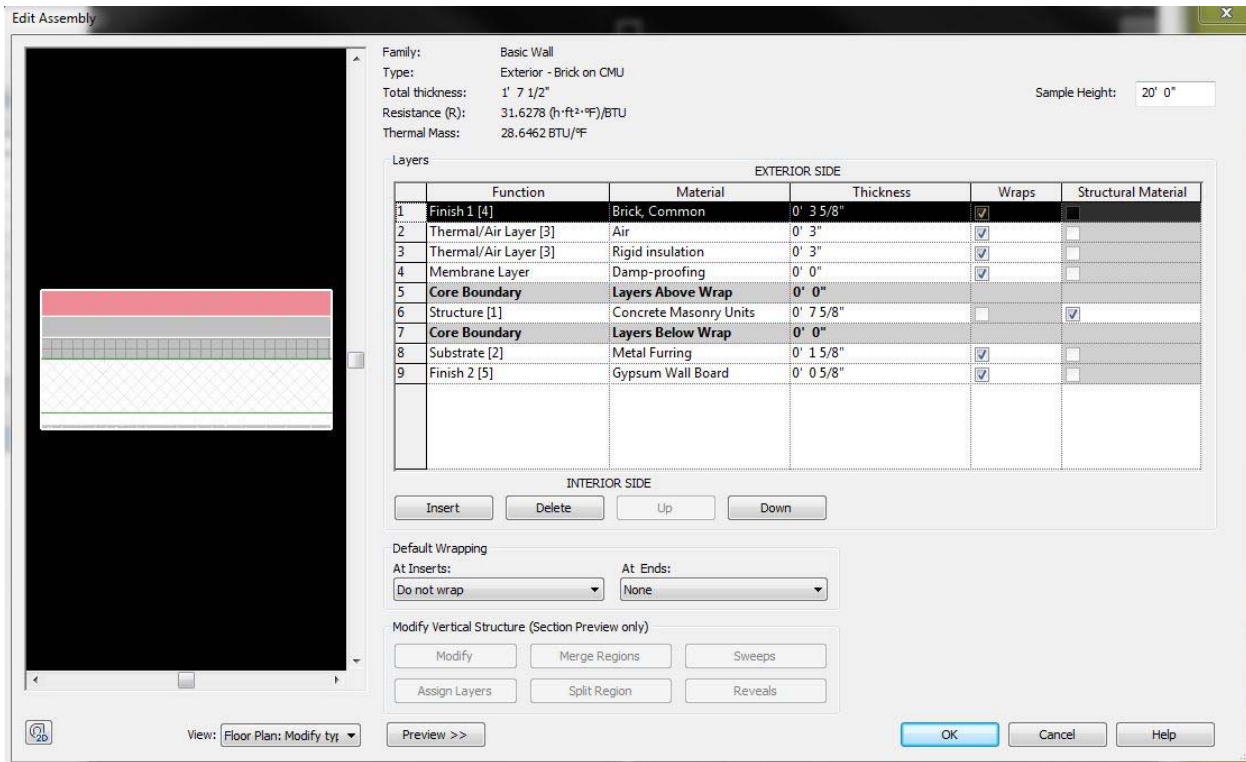 Edit Assembly
x
Family: Basic Wall
Type: Exterior - Brick on CMU
Total thickness: 1' 7 1/2"
Sample Height: 20' 0"
Resistance (R): 31.6278 (h·ft²·°F)/BTU
Thermal Mass: 28.6462 BTU/°F
Layers
EXTERIOR SIDE
Function Material Thickness Wraps Structural Material
1 Finish 1 [4] Brick, Common 0' 3 5/8"
2 Thermal/Air Layer [3] Air 0' 3"
3 Thermal/Air Layer [3] Rigid insulation 0' 3"
4 Membrane Layer Damp-proofing 0' 0"
5 Core Boundary Layers Above Wrap 0' 0"
6 Structure [1] Concrete Masonry Units 0' 7 5/8"
7 Core Boundary Layers Below Wrap 0' 0"
8 Substrate [2] Metal Furring 0' 1 5/8"
9 Finish 2 [5] Gypsum Wall Board 0' 0 5/8"
INTERIOR SIDE
Insert Delete Up Down
Default Wrapping
At Inserts: At Ends:
Do not wrap None
Modify Vertical Structure (Section Preview only)
Modify Merge Regions Sweeps
Assign Layers Split Region Reveals
2D View: Floor Plan: Modify typ Preview >> OK Cancel Help